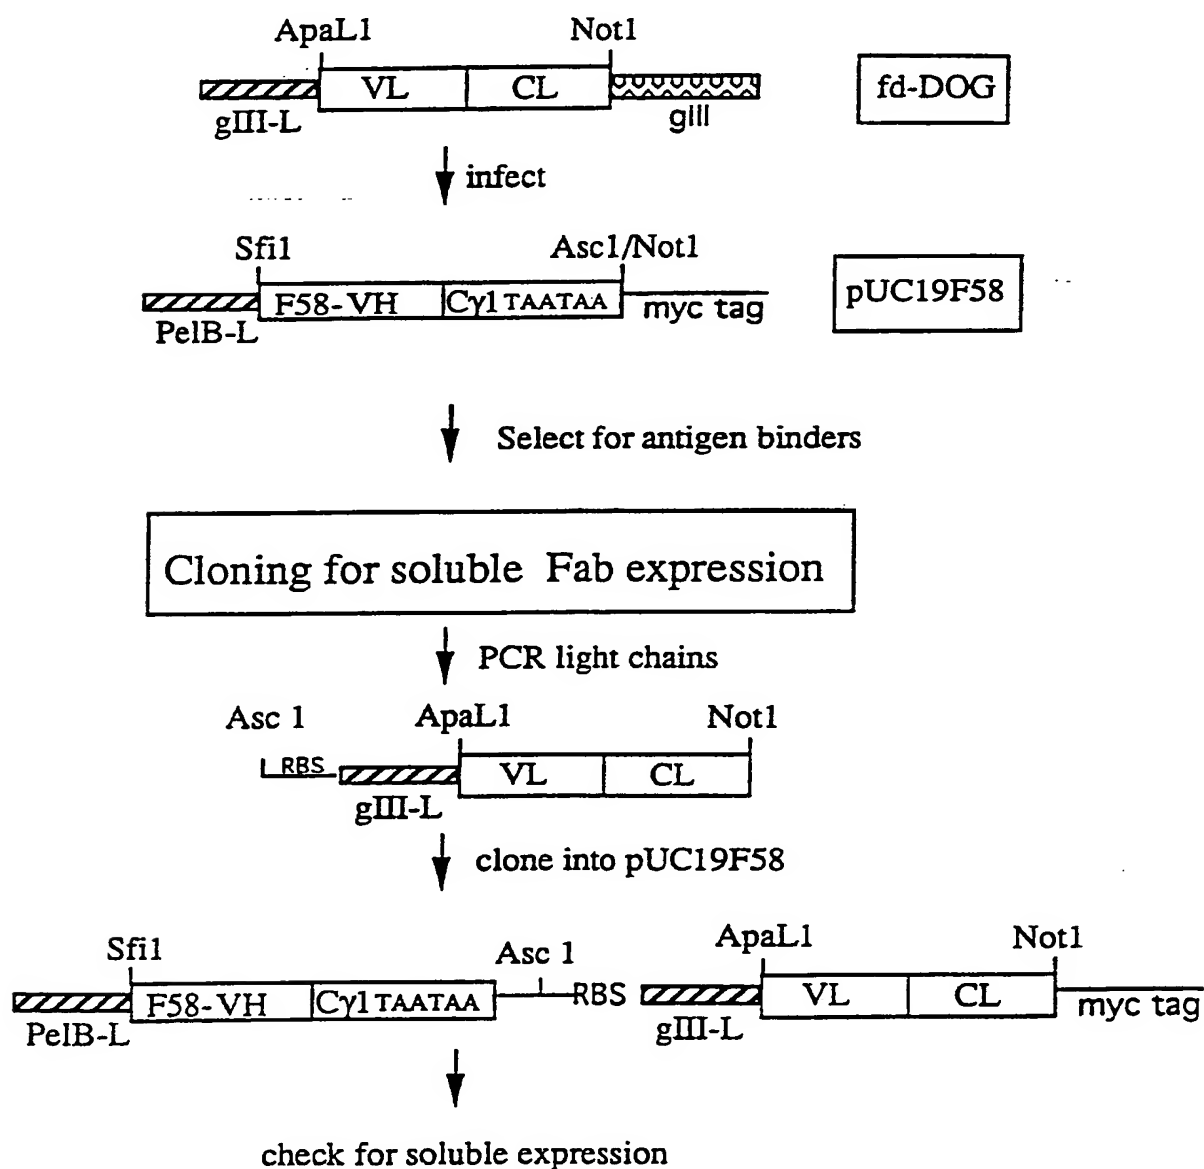 ApaL1 Not1
VL CL fd-DOG
gIII-L gIII
infect
Sfi1 Asc1/Not1
F58-VH Cγ1 TAATAA myc tag pUC19F58
PelB-L
Select for antigen binders
Cloning for soluble Fab expression
PCR light chains
Asc 1 ApaL1 Not1
RBS VL CL
gIII-L
clone into pUC19F58
Sfi1 Asc 1 ApaL1 Not1
F58-VH Cγ1 TAATAA RBS VL CL myc tag
PelB-L gIII-L
check for soluble expression